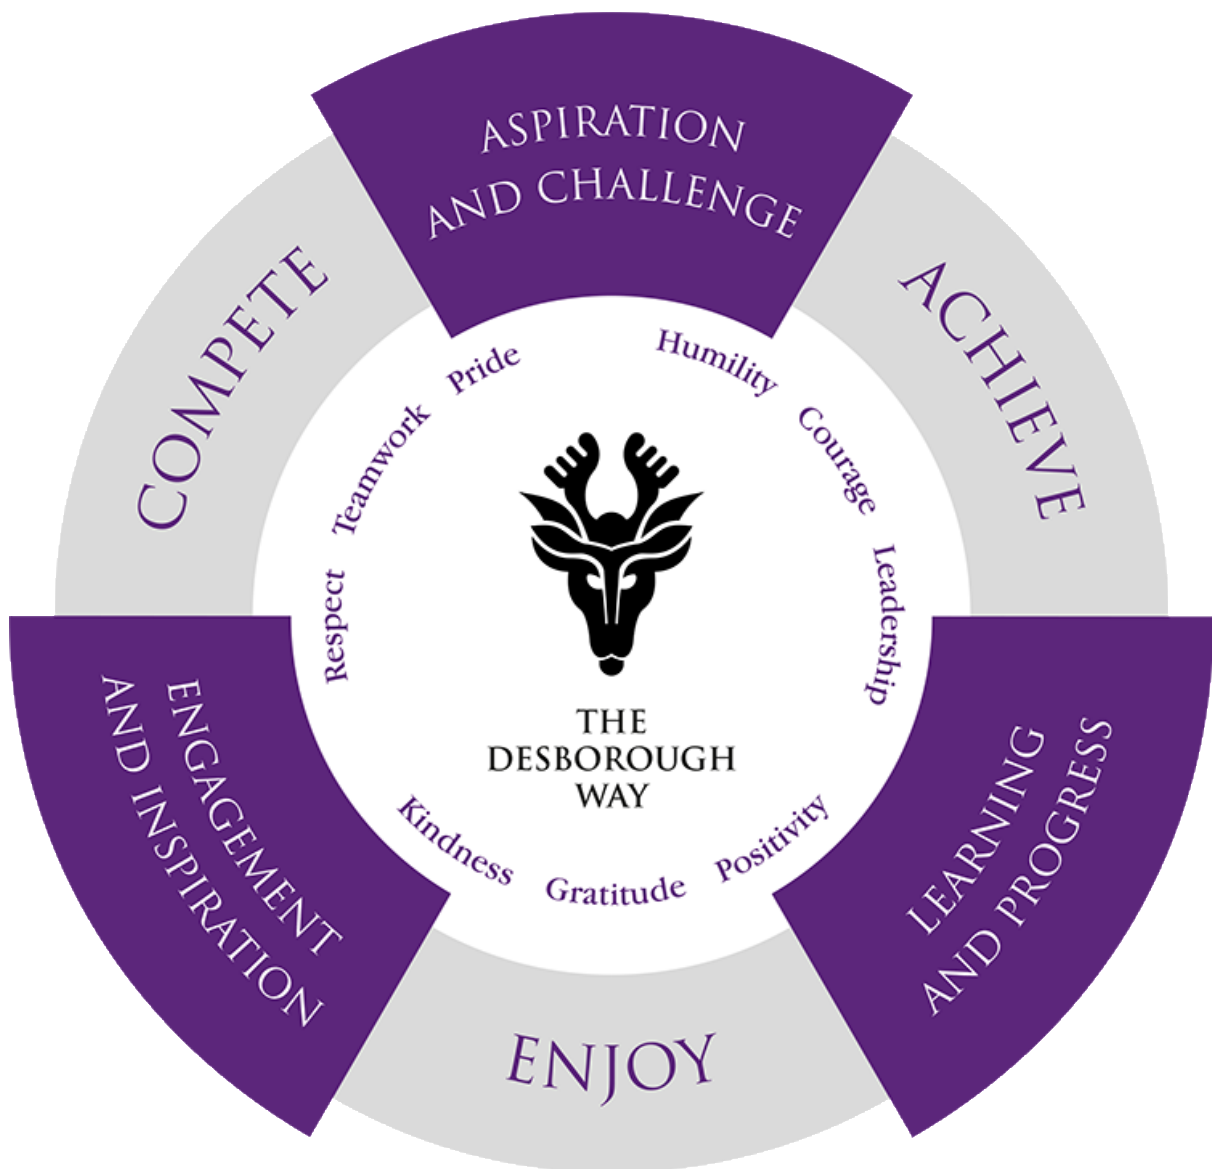 ASPIRATION
AND CHALLENGE
ACHIEVE
LEARNING
AND PROGRESS
ENJOY
ENGAGEMENT
AND INSPIRATION
COMPETE
Pride
Humility
Courage
Leadership
Positivity
Gratitude
Kindness
Respect
Teamwork
THE
DESBOROUGH
WAY